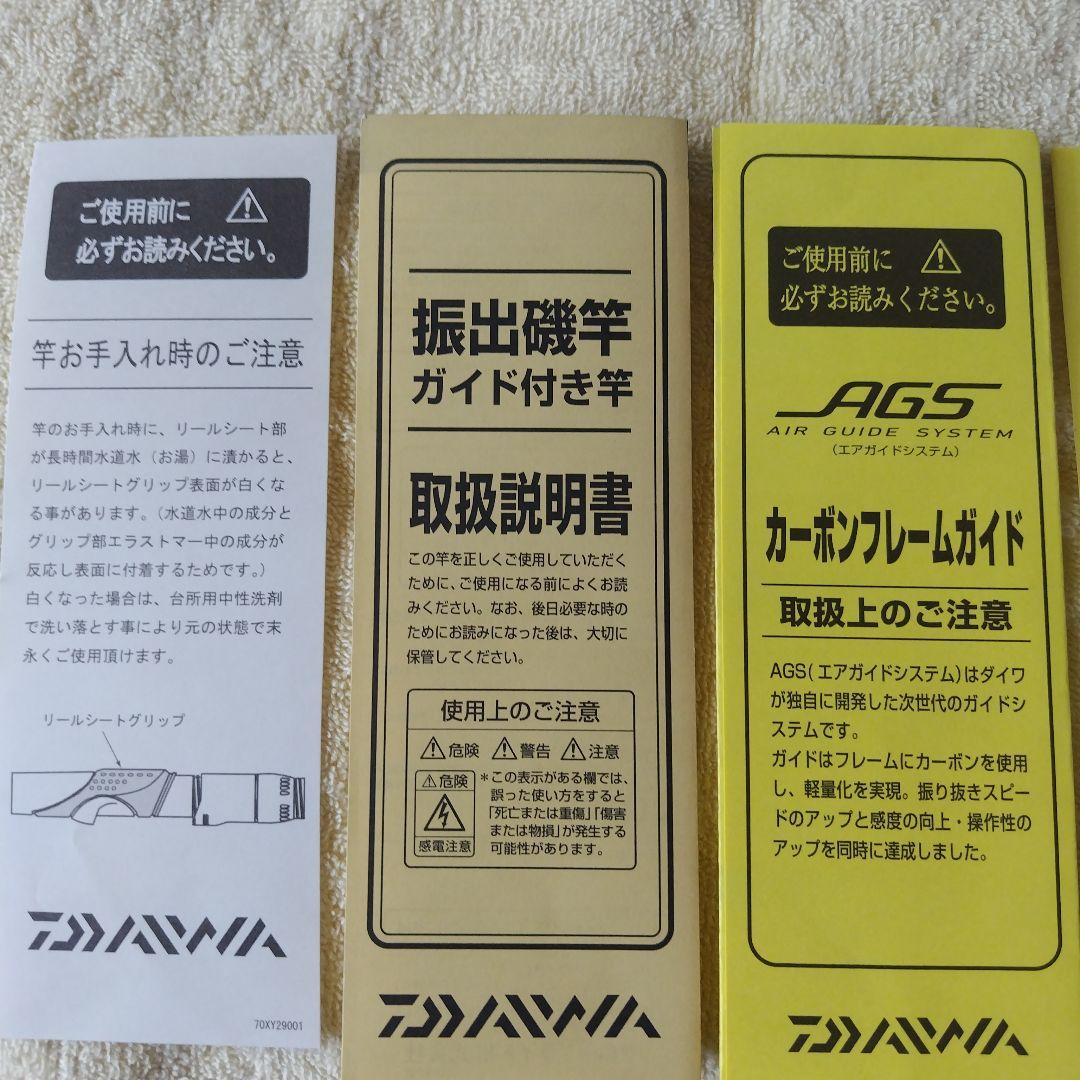 ご使用前に
必ずお読みください。
竿お手入れ時のご注意
竿のお手入れ時に、リールシート部
が長時間水道水（お湯）に漬かると、
リールシートグリップ表面が白くな
る事があります。（水道水中の成分と
グリップ部エラストマー中の成分が
反応し表面に付着するためです。）
白くなった場合は、台所用中性洗剤
で洗い落とす事により元の状態で末
永くご使用頂けます。
リールシートグリップ
DAIWA
70XY29001
振出磯竿
ガイド付き竿
取扱説明書
この竿を正しくご使用していただく
ために、ご使用になる前によくお読
みください。なお、後日必要な時の
ためにお読みになった後は、大切に
保管してください。
使用上のご注意
危険 警告 注意
危険
感電注意
＊この表示がある欄では、
誤った使い方をすると
「死亡または重傷」「傷害
または物損」が発生する
可能性があります。
DAIWA
ご使用前に
必ずお読みください。
AGS
AIR GUIDE SYSTEM
（エアガイドシステム）
カーボンフレームガイド
取扱上のご注意
AGS(エアガイドシステム)はダイワ
が独自に開発した次世代のガイドシ
ステムです。
ガイドはフレームにカーボンを使用
し、軽量化を実現。振り抜きスピー
ドのアップと感度の向上・操作性の
アップを同時に達成しました。
DAIWA